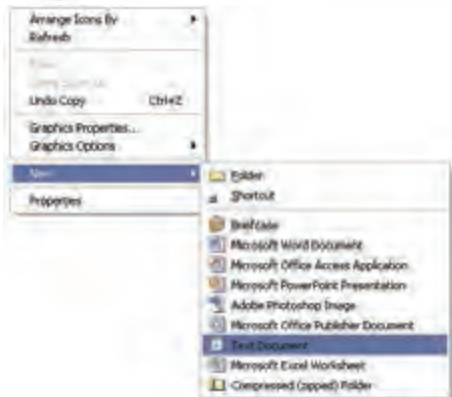 Arrange Icons By
Refresh
Undo Copy Ctrl+Z
Graphics Properties...
Graphics Options
New
Properties
Folder
Shortcut
Briefcase
Microsoft Word Document
Microsoft Office Access Application
Microsoft PowerPoint Presentation
Adobe Photoshop Image
Microsoft Office Publisher Document
Text Document
Microsoft Excel Worksheet
Compressed (zipped) Folder